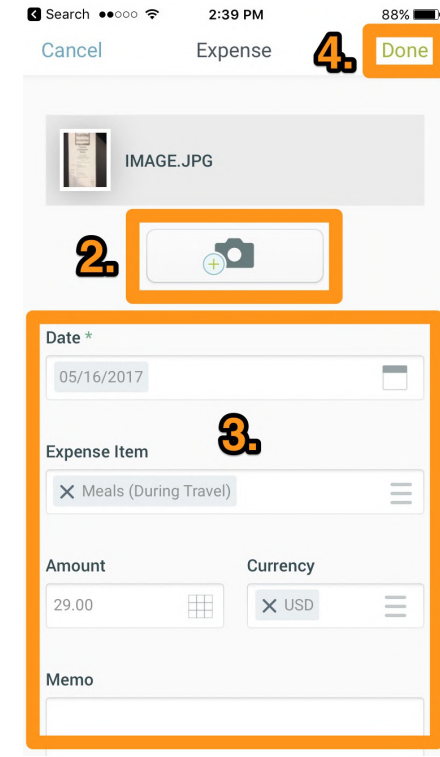 Search 2:39 PM 88%
Cancel Expense 4. Done
IMAGE.JPG
2.
Date *
05/16/2017
3.
Expense Item
Meals (During Travel)
Amount Currency
29.00 USD
Memo